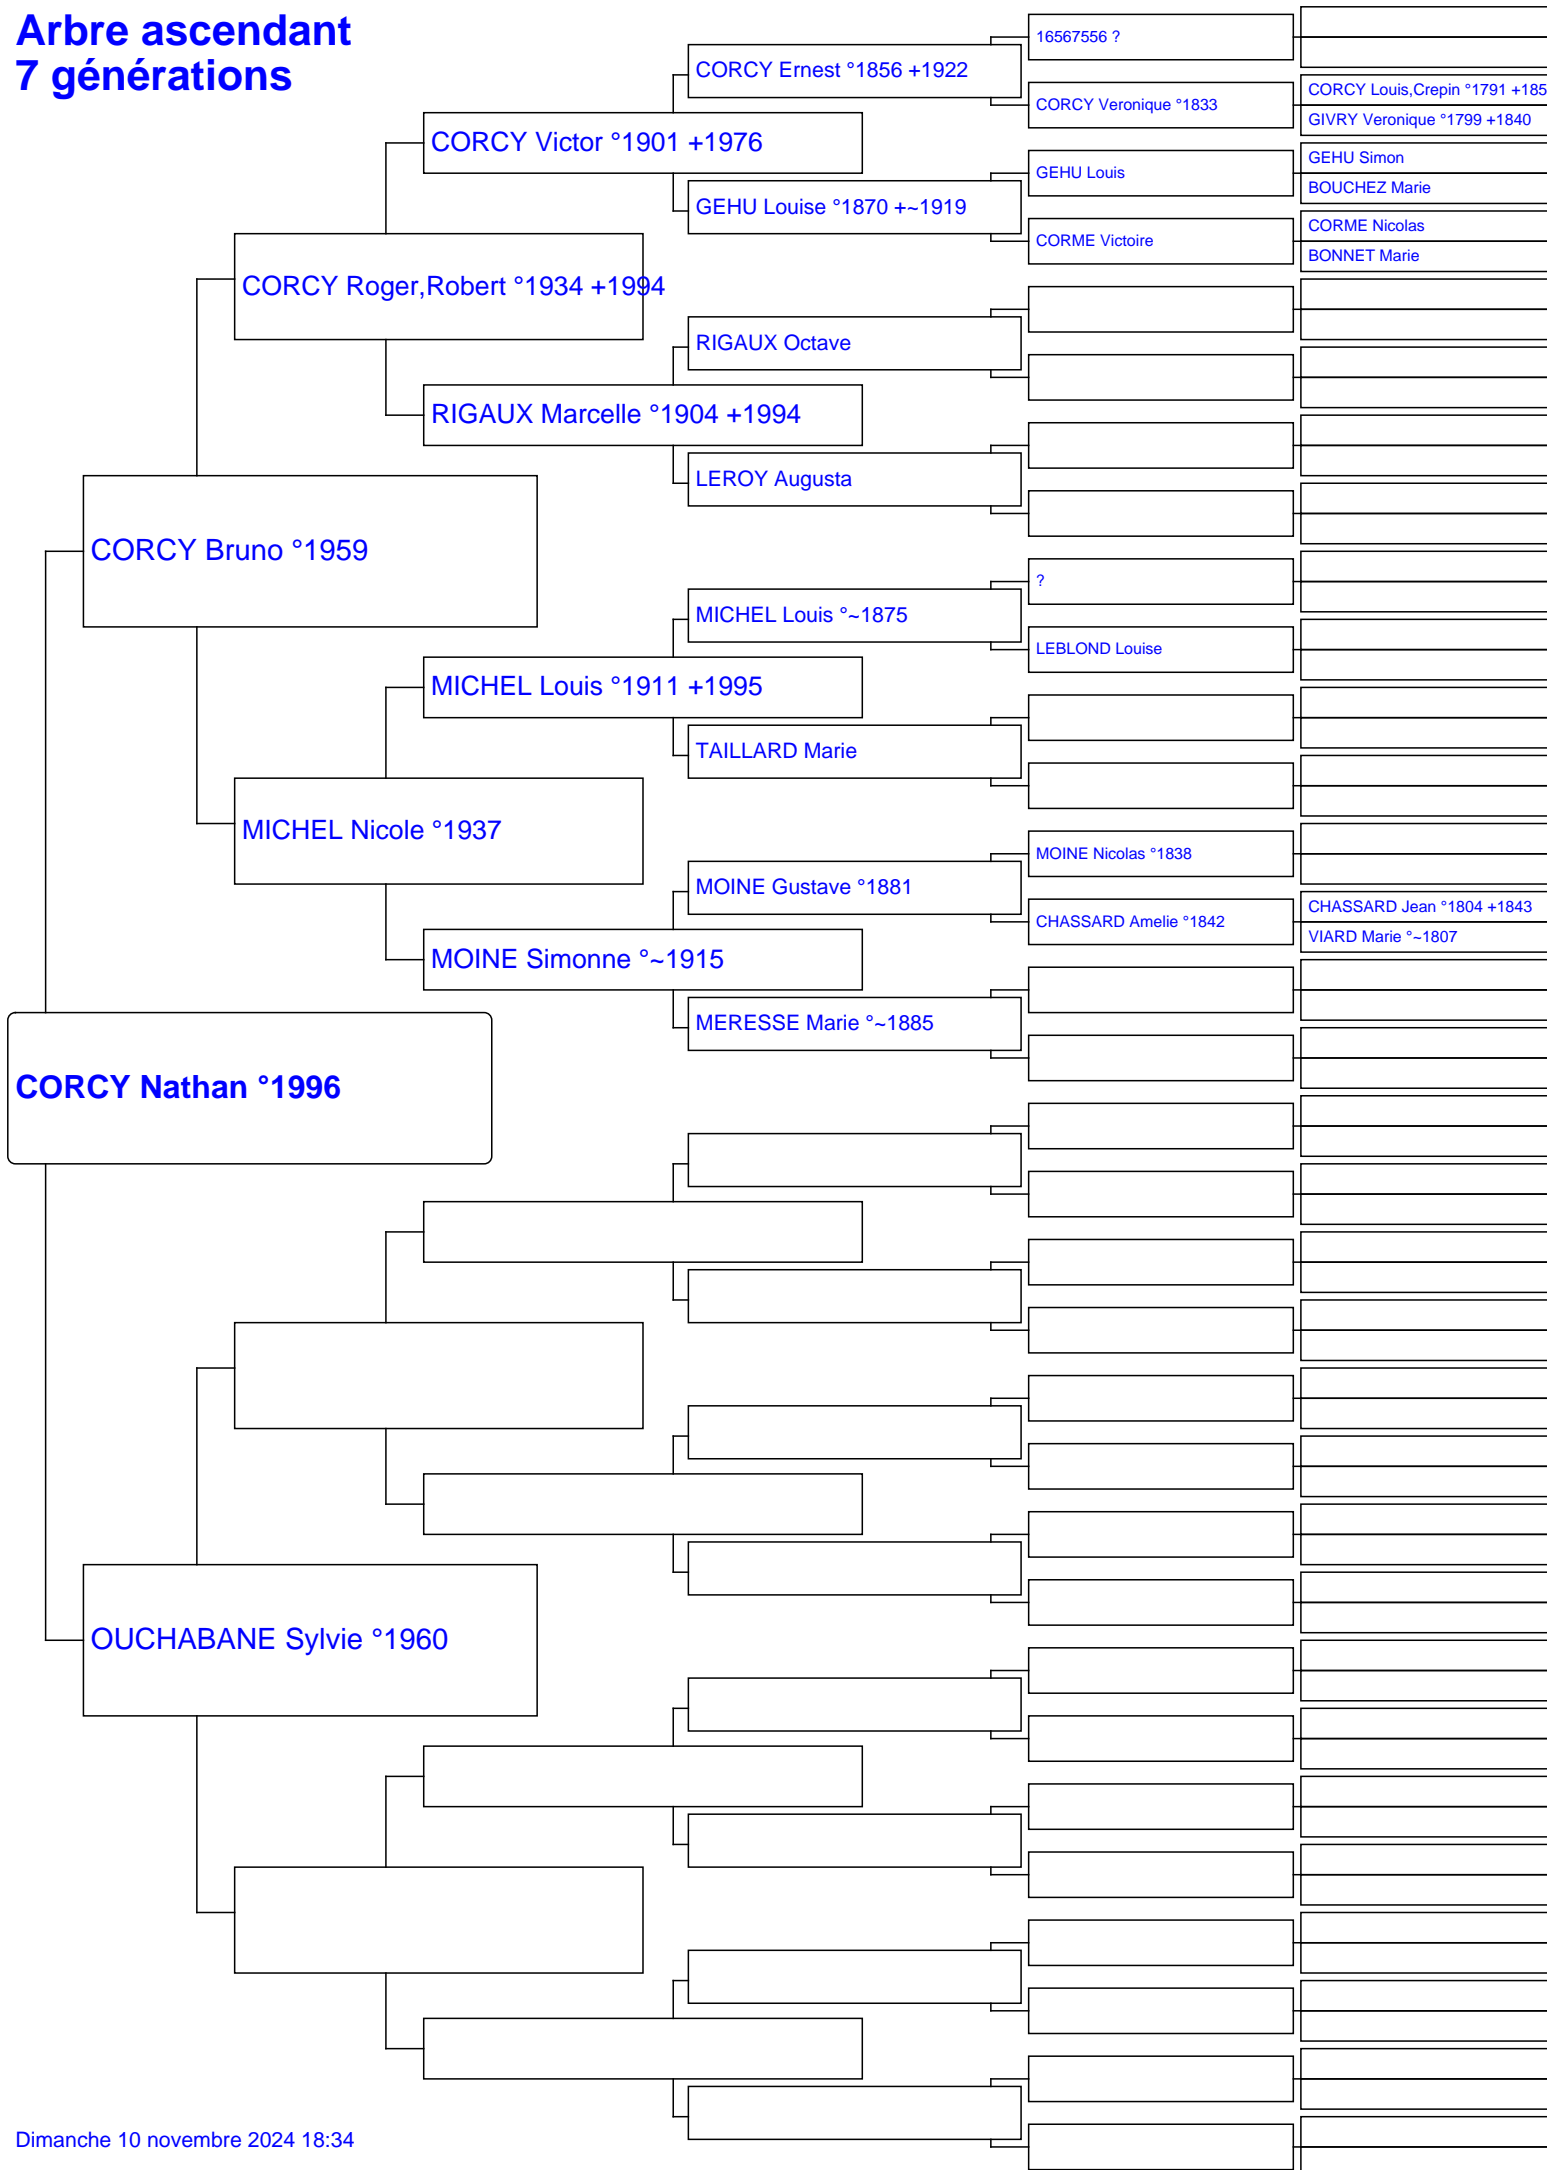 Arbre ascendant
7 générations
16567556 ?
CORCY Ernest °1856 +1922
CORCY Louis,Crepin °1791 +185
CORCY Veronique °1833
GIVRY Veronique °1799 +1840
CORCY Victor °1901 +1976
GEHU Simon
GEHU Louis
BOUCHEZ Marie
GEHU Louise °1870 +~1919
CORME Nicolas
CORME Victoire
BONNET Marie
CORCY Roger,Robert °1934 +1994
RIGAUX Octave
RIGAUX Marcelle °1904 +1994
LEROY Augusta
CORCY Bruno °1959
?
MICHEL Louis °~1875
LEBLOND Louise
MICHEL Louis °1911 +1995
TAILLARD Marie
MICHEL Nicole °1937
MOINE Nicolas °1838
MOINE Gustave °1881
CHASSARD Jean °1804 +1843
CHASSARD Amelie °1842
VIARD Marie °~1807
MOINE Simonne °~1915
MERESSE Marie °~1885
CORCY Nathan °1996
OUCHABANE Sylvie °1960
Dimanche 10 novembre 2024 18:34